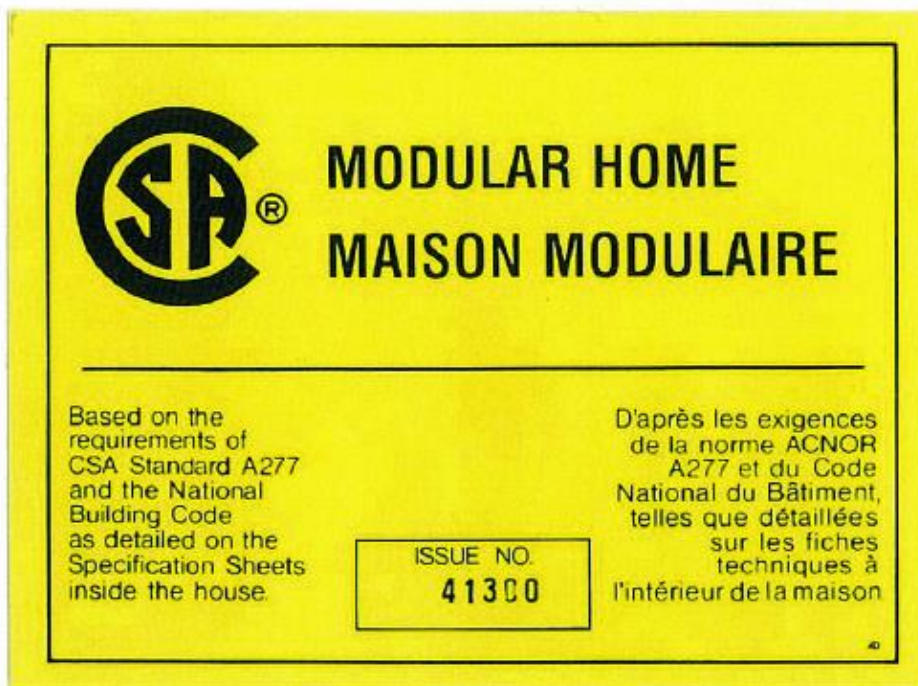 CSA ®
MODULAR HOME
MAISON MODULAIRE
Based on the
requirements of
CSA Standard A277
and the National
Building Code
as detailed on the
Specification Sheets
inside the house.
ISSUE NO.
41300
D'après les exigences
de la norme ACNOR
A277 et du Code
National du Bâtiment,
telles que détaillées
sur les fiches
techniques à
l'intérieur de la maison